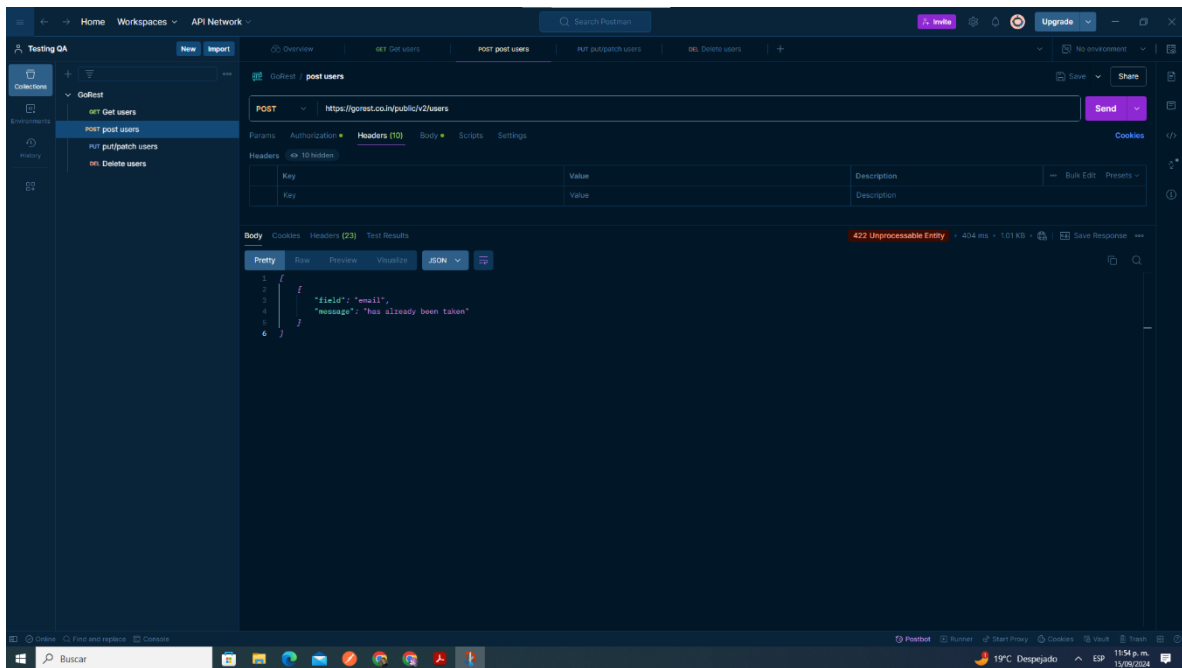 Home Workspaces API Network Search Postman Invite Upgrade
Testing QA New Import Overview GET Get users POST post users PUT put/patch users DEL Delete users No environment
Collections
GoRest / post users Save Share
GoRest
GET Get users
POST https://gorest.co.in/public/v2/users Send
Environments
POST post users
PUT put/patch users
Params Authorization Headers (10) Body Scripts Settings Cookies
History
DEL Delete users
Headers 10 hidden
Key Value Description Bulk Edit Presets
Key Value Description
Body Cookies Headers (23) Test Results 422 Unprocessable Entity 404 ms 1.01 KB Save Response
Pretty Raw Preview Visualize JSON
1 [
2 {
3 "field": "email",
4 "message": "has already been taken"
5 }
6 ]
Online Find and replace Console Postbot Runner Start Proxy Cookies Vault Trash
Buscar 19°C Despejado ESP 11:54 p. m.
15/09/2024